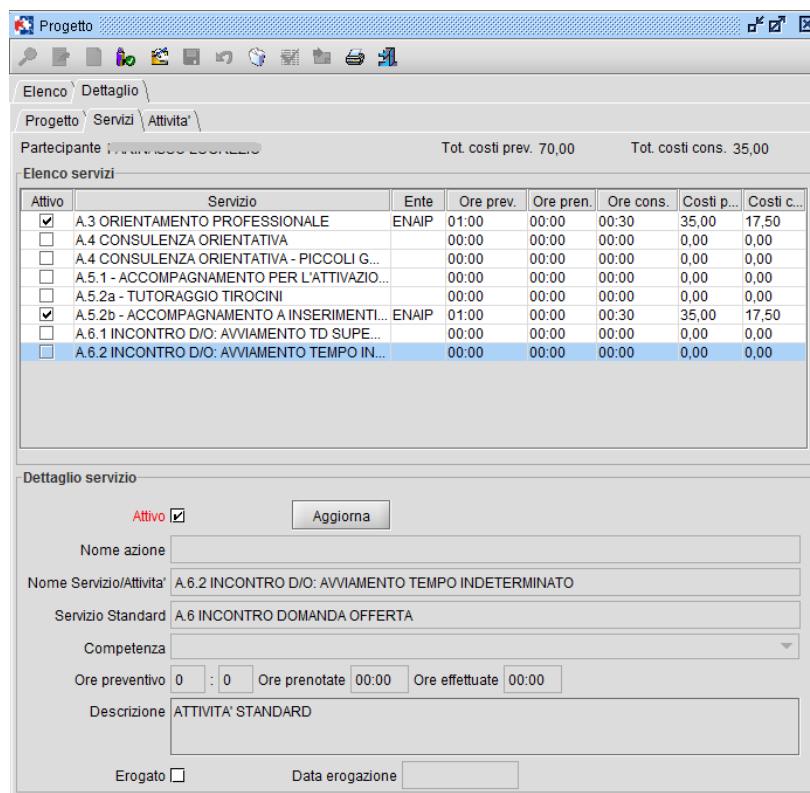 Progetto
Elenco Dettaglio
Progetto Servizi Attivita'
Partecipante Tot. costi prev. 70,00 Tot. costi cons. 35,00
Elenco servizi
Attivo Servizio Ente Ore prev. Ore pren. Ore cons. Costi p... Costi c...
A.3 ORIENTAMENTO PROFESSIONALE ENAIP 01:00 00:00 00:30 35,00 17,50
A.4 CONSULENZA ORIENTATIVA 00:00 00:00 00:00 0,00 0,00
A.4 CONSULENZA ORIENTATIVA - PICCOLI G... 00:00 00:00 00:00 0,00 0,00
A.5.1 - ACCOMPAGNAMENTO PER L'ATTIVAZIO... 00:00 00:00 00:00 0,00 0,00
A.5.2a - TUTORAGGIO TIROCINI 00:00 00:00 00:00 0,00 0,00
A.5.2b - ACCOMPAGNAMENTO A INSERIMENTI... ENAIP 01:00 00:00 00:30 35,00 17,50
A.6.1 INCONTRO D/O: AVVIAMENTO TD SUPE... 00:00 00:00 00:00 0,00 0,00
A.6.2 INCONTRO D/O: AVVIAMENTO TEMPO IN... 00:00 00:00 00:00 0,00 0,00
Dettaglio servizio
Attivo Aggiorna
Nome azione
Nome Servizio/Attivita' A.6.2 INCONTRO D/O: AVVIAMENTO TEMPO INDETERMINATO
Servizio Standard A.6 INCONTRO DOMANDA OFFERTA
Competenza
Ore preventivo 0 : 0 Ore prenotate 00:00 Ore effettuate 00:00
Descrizione ATTIVITA' STANDARD
Erogato Data erogazione